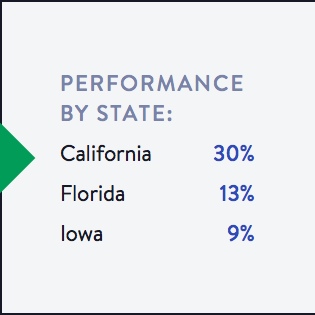 PERFORMANCE
BY STATE:
California 30%
Florida 13%
Iowa 9%